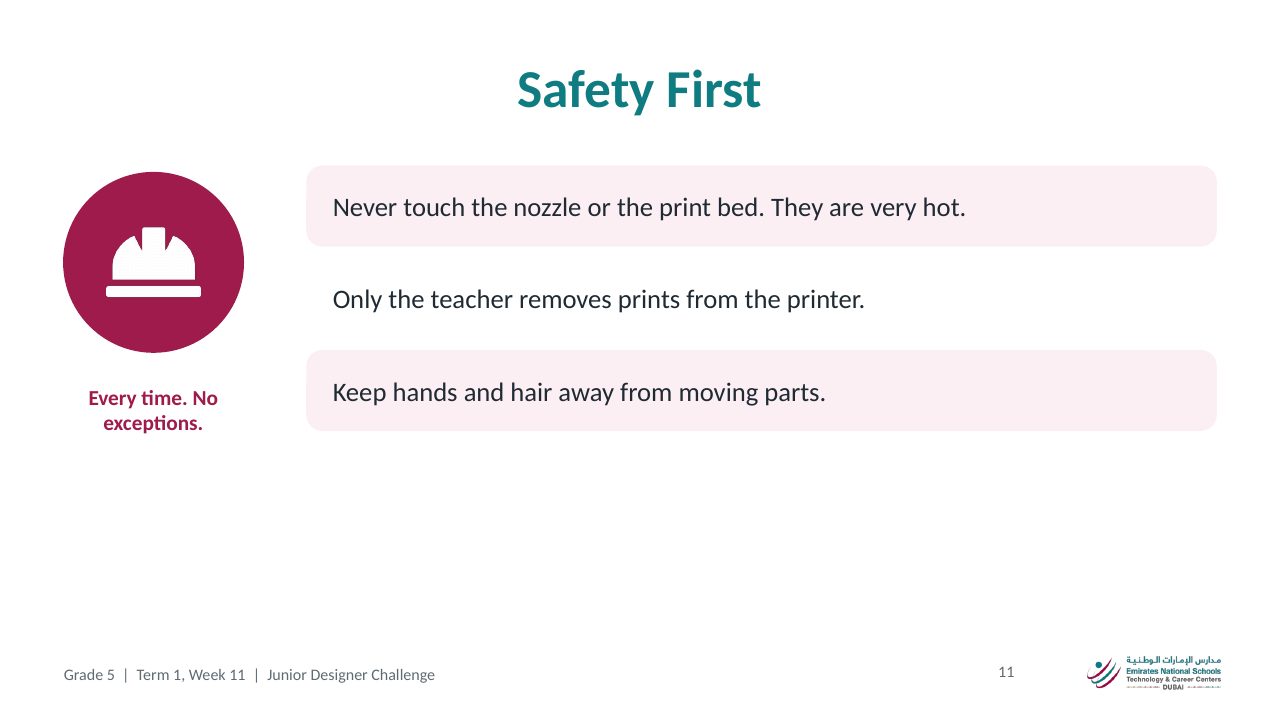 Safety First
Never touch the nozzle or the print bed. They are very hot.
Only the teacher removes prints from the printer.
Keep hands and hair away from moving parts.
Every time. No
exceptions.
Grade 5 | Term 1, Week 11 | Junior Designer Challenge
11
مدارس الإمارات الوطنية
Emirates National Schools
Technology & Career Centers
DUBAI